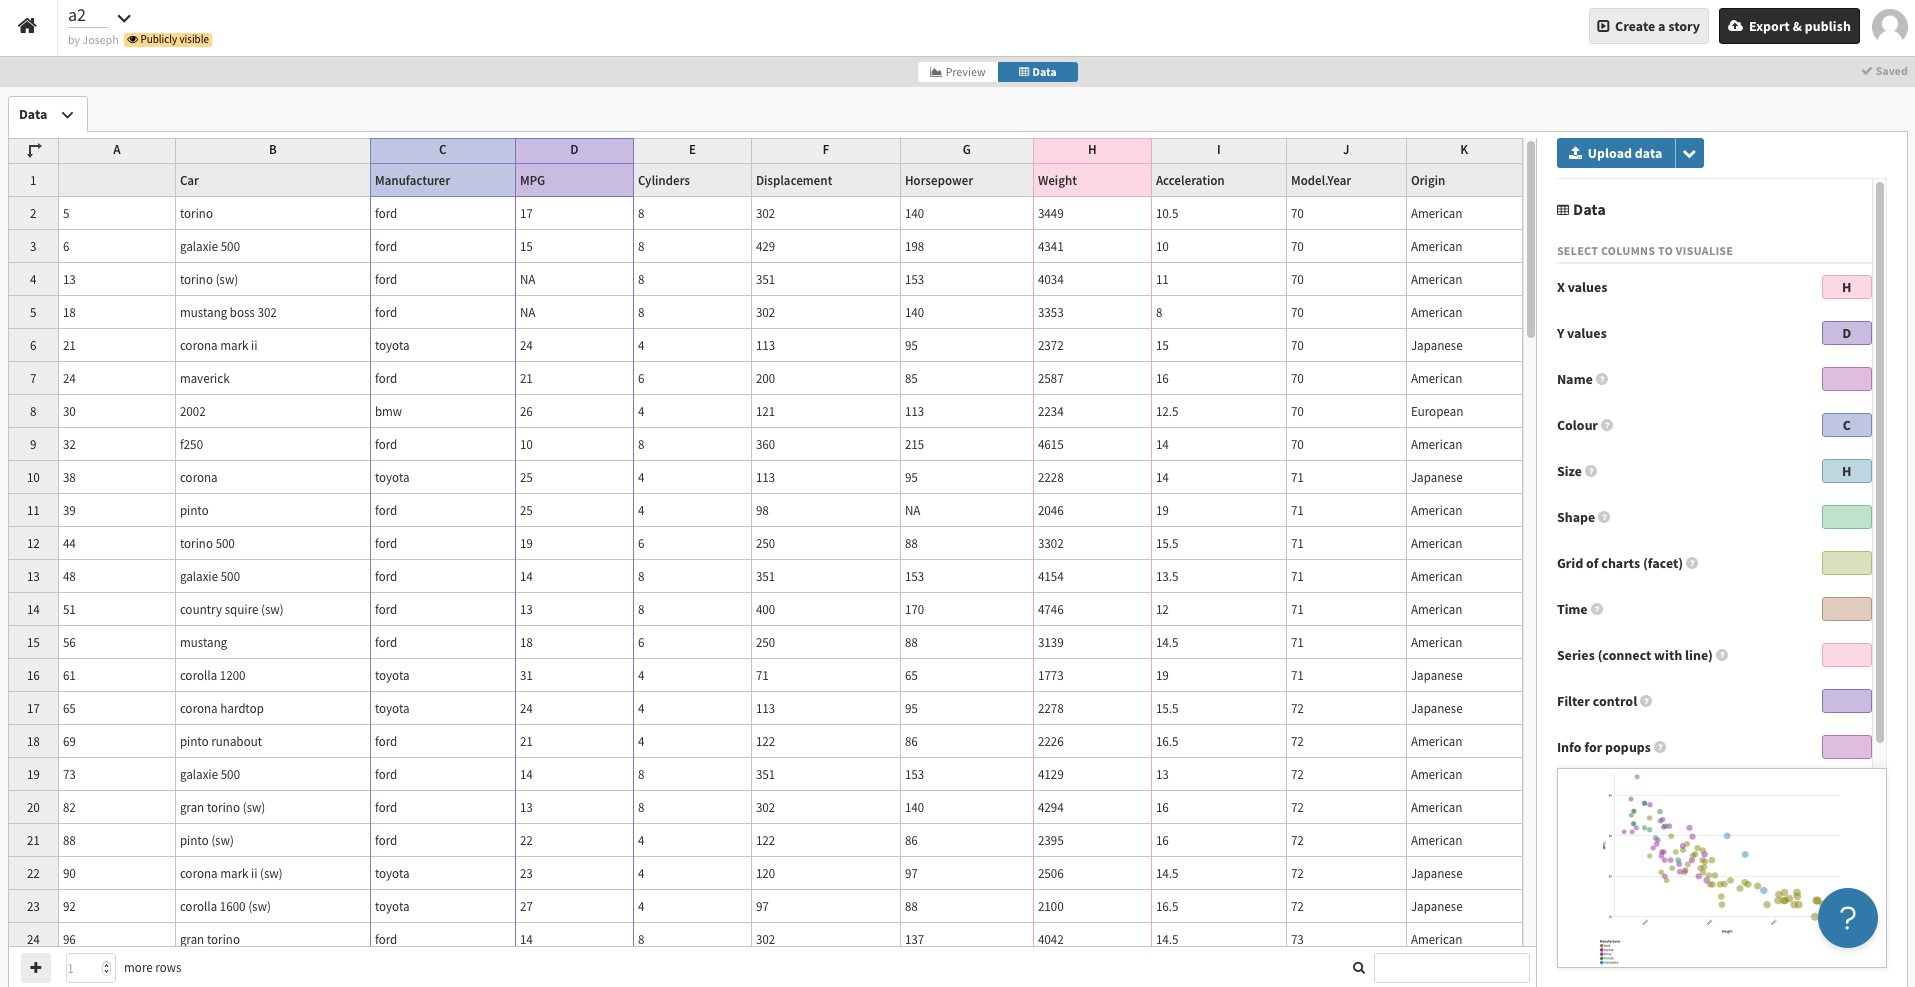 a2
by Joseph Publicly visible
Create a story
Export & publish
Preview Data
Saved
Data
A B C D E F G H I J K
1 Car Manufacturer MPG Cylinders Displacement Horsepower Weight Acceleration Model.Year Origin
2 5 torino ford 17 8 302 140 3449 10.5 70 American
3 6 galaxie 500 ford 15 8 429 198 4341 10 70 American
4 13 torino (sw) ford NA 8 351 153 4034 11 70 American
5 18 mustang boss 302 ford NA 8 302 140 3353 8 70 American
6 21 corona mark ii toyota 24 4 113 95 2372 15 70 Japanese
7 24 maverick ford 21 6 200 85 2587 16 70 American
8 30 2002 bmw 26 4 121 113 2234 12.5 70 European
9 32 f250 ford 10 8 360 215 4615 14 70 American
10 38 corona toyota 25 4 113 95 2228 14 71 Japanese
11 39 pinto ford 25 4 98 NA 2046 19 71 American
12 44 torino 500 ford 19 6 250 88 3302 15.5 71 American
13 48 galaxie 500 ford 14 8 351 153 4154 13.5 71 American
14 51 country squire (sw) ford 13 8 400 170 4746 12 71 American
15 56 mustang ford 18 6 250 88 3139 14.5 71 American
16 61 corolla 1200 toyota 31 4 71 65 1773 19 71 Japanese
17 65 corona hardtop toyota 24 4 113 95 2278 15.5 72 Japanese
18 69 pinto runabout ford 21 4 122 86 2226 16.5 72 American
19 73 galaxie 500 ford 14 8 351 153 4129 13 72 American
20 82 gran torino (sw) ford 13 8 302 140 4294 16 72 American
21 88 pinto (sw) ford 22 4 122 86 2395 16 72 American
22 90 corona mark ii (sw) toyota 23 4 120 97 2506 14.5 72 Japanese
23 92 corolla 1600 (sw) toyota 27 4 97 88 2100 16.5 72 Japanese
24 96 gran torino ford 14 8 302 137 4042 14.5 73 American
+ 1 more rows
Upload data
Data
SELECT COLUMNS TO VISUALISE
X values H
Y values D
Name ?
Colour ? C
Size ? H
Shape ?
Grid of charts (facet) ?
Time ?
Series (connect with line) ?
Filter control ?
Info for popups ?
Weight
Manufacturer
?